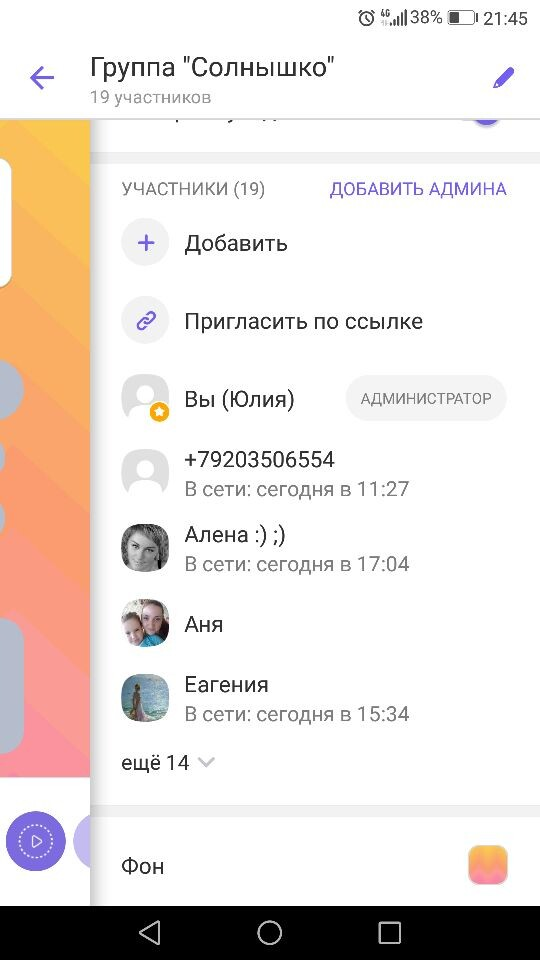 4G 38% 21:45
Группа "Солнышко"
19 участников
УЧАСТНИКИ (19) ДОБАВИТЬ АДМИНА
Добавить
Пригласить по ссылке
Вы (Юлия) АДМИНИСТРАТОР
+79203506554
В сети: сегодня в 11:27
Алена :) ;)
В сети: сегодня в 17:04
Аня
Еагения
В сети: сегодня в 15:34
ещё 14
Фон